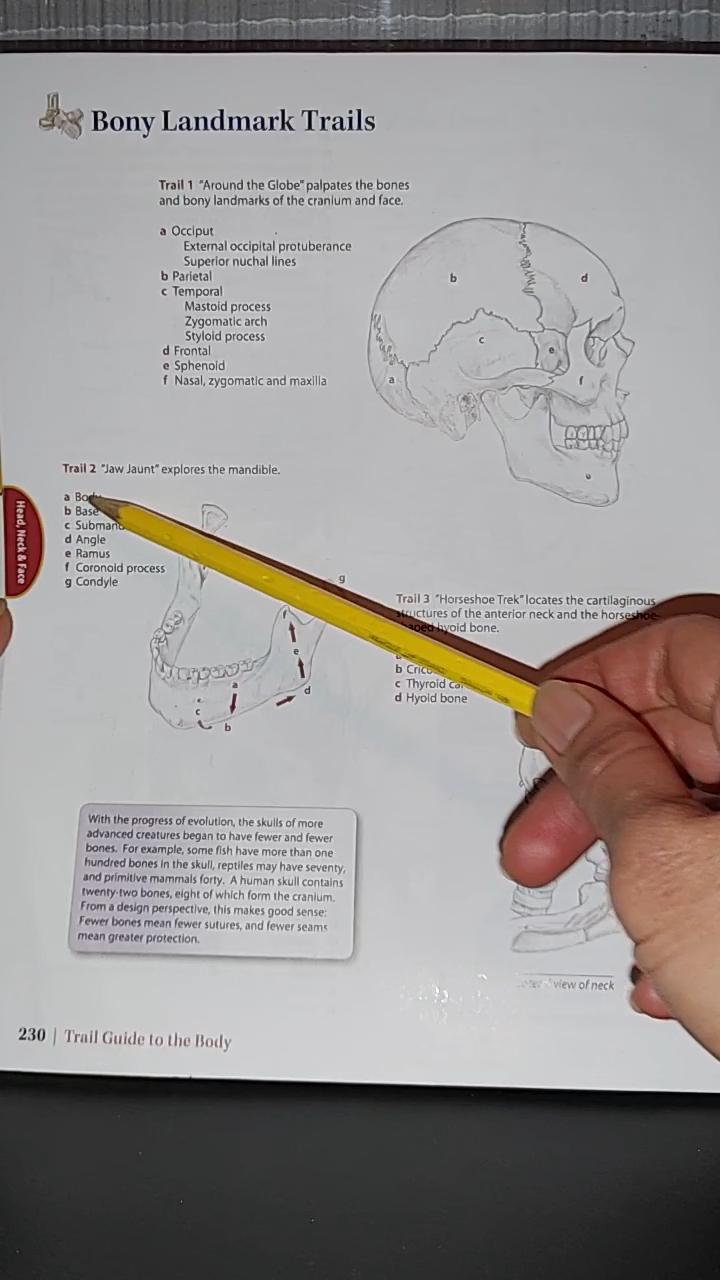 Bony Landmark Trails
Trail 1 "Around the Globe" palpates the bones
and bony landmarks of the cranium and face.
a Occiput
External occipital protuberance
Superior nuchal lines
b Parietal
c Temporal
Mastoid process
Zygomatic arch
Styloid process
d Frontal
e Sphenoid
f Nasal, zygomatic and maxilla
b
d
c
e
a
f
e
Trail 2 "Jaw Jaunt" explores the mandible.
a Body
b Base
c Subman
d Angle
e Ramus
f Coronoid process
g Condyle
g
f
e
a
d
c
b
Head, Neck & Face
Trail 3 "Horseshoe Trek" locates the cartilaginous
structures of the anterior neck and the horseshoe-
hyoid bone.
b Crico
c Thyroid ca
d Hyoid bone
view of neck
With the progress of evolution, the skulls of more
advanced creatures began to have fewer and fewer
bones. For example, some fish have more than one
hundred bones in the skull, reptiles may have seventy,
and primitive mammals forty. A human skull contains
twenty-two bones, eight of which form the cranium.
From a design perspective, this makes good sense:
Fewer bones mean fewer sutures, and fewer seams
mean greater protection.
230 | Trail Guide to the Body